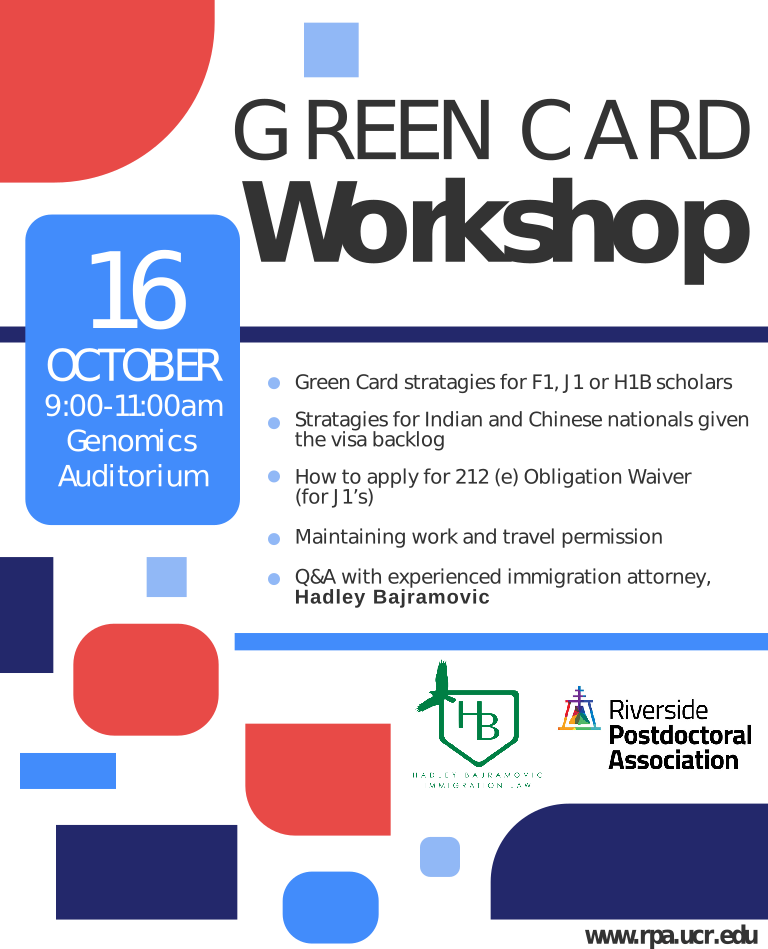 GREEN CARD
Workshop
16
OCTOBER
9:00-11:00am
Genomics
Auditorium
Green Card stratagies for F1, J1 or H1B scholars
Stratagies for Indian and Chinese nationals given
the visa backlog
How to apply for 212 (e) Obligation Waiver
(for J1’s)
Maintaining work and travel permission
Q&A with experienced immigration attorney,
Hadley Bajramovic
HB
HADLEY BAJRAMOVIC
IMMIGRATION LAW
Riverside
Postdoctoral
Association
www.rpa.ucr.edu